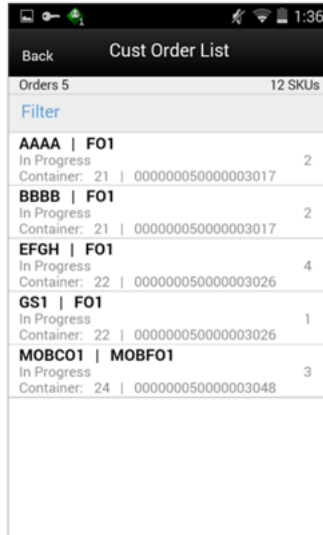 1:36
Back Cust Order List
Orders 5 12 SKUs
Filter
AAAA | FO1
In Progress 2
Container: 21 | 000000050000003017
BBBB | FO1
In Progress 2
Container: 21 | 000000050000003017
EFGH | FO1
In Progress 4
Container: 22 | 000000050000003026
GS1 | FO1
In Progress 1
Container: 22 | 000000050000003026
MOBCO1 | MOBFO1
In Progress 3
Container: 24 | 000000050000003048